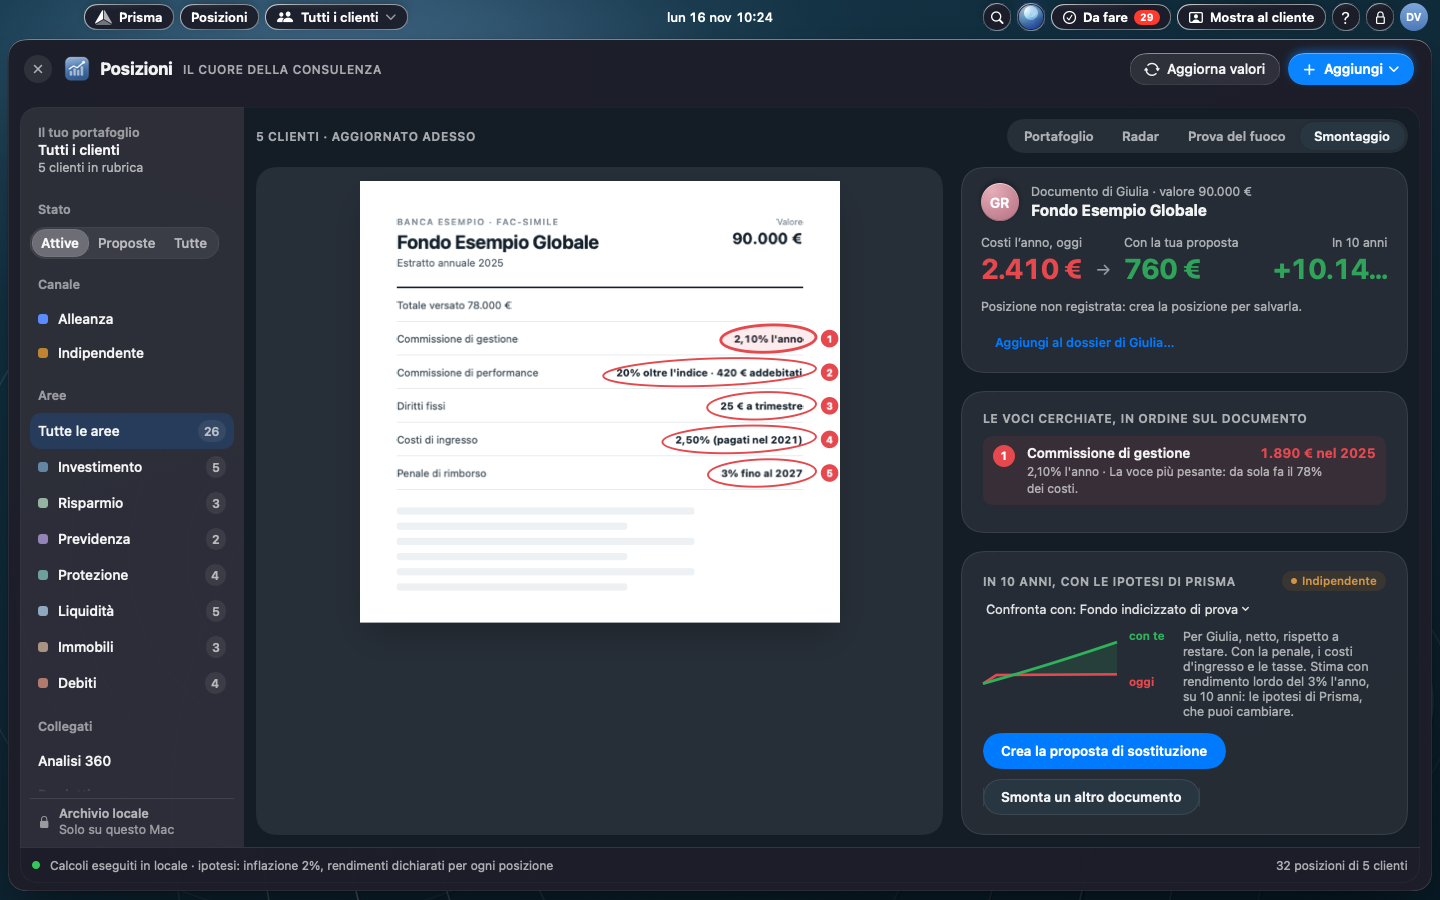 Prisma
Posizioni
Tutti i clienti
lun 16 nov 10:24
Da fare 29
Mostra al cliente
?
DV
Posizioni IL CUORE DELLA CONSULENZA
Aggiorna valori
+ Aggiungi
Il tuo portafoglio
Tutti i clienti
5 clienti in rubrica
Stato
Attive Proposte Tutte
Canale
Alleanza
Indipendente
Aree
Tutte le aree 26
Investimento 5
Risparmio 3
Previdenza 2
Protezione 4
Liquidità 5
Immobili 3
Debiti 4
Collegati
Analisi 360
Archivio locale
Solo su questo Mac
5 CLIENTI · AGGIORNATO ADESSO
Portafoglio Radar Prova del fuoco Smontaggio
BANCA ESEMPIO · FAC-SIMILE
Valore
Fondo Esempio Globale
90.000 €
Estratto annuale 2025
Totale versato 78.000 €
Commissione di gestione 2,10% l'anno 1
Commissione di performance 20% oltre l'indice · 420 € addebitati 2
Diritti fissi 25 € a trimestre 3
Costi di ingresso 2,50% (pagati nel 2021) 4
Penale di rimborso 3% fino al 2027 5
GR
Documento di Giulia · valore 90.000 €
Fondo Esempio Globale
Costi l'anno, oggi Con la tua proposta In 10 anni
2.410 € → 760 € +10.14…
Posizione non registrata: crea la posizione per salvarla.
Aggiungi al dossier di Giulia...
LE VOCI CERCHIATE, IN ORDINE SUL DOCUMENTO
1 Commissione di gestione 1.890 € nel 2025
2,10% l'anno · La voce più pesante: da sola fa il 78%
dei costi.
IN 10 ANNI, CON LE IPOTESI DI PRISMA
Indipendente
Confronta con: Fondo indicizzato di prova
con te
oggi
Per Giulia, netto, rispetto a
restare. Con la penale, i costi
d'ingresso e le tasse. Stima con
rendimento lordo del 3% l'anno,
su 10 anni: le ipotesi di Prisma,
che puoi cambiare.
Crea la proposta di sostituzione
Smonta un altro documento
Calcoli eseguiti in locale · ipotesi: inflazione 2%, rendimenti dichiarati per ogni posizione
32 posizioni di 5 clienti